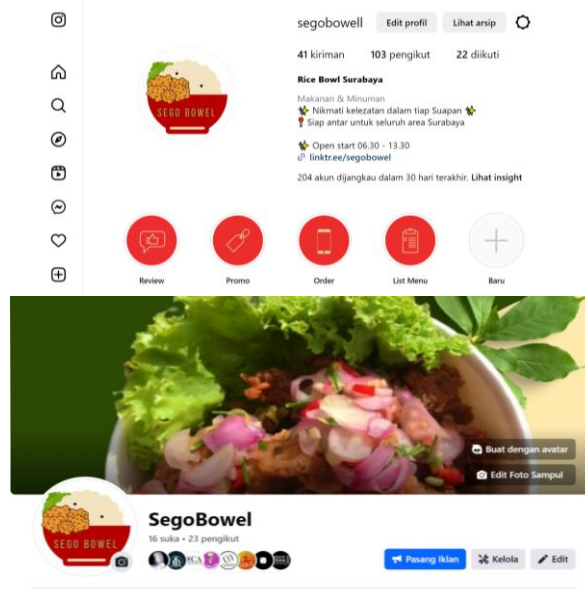 segobowell Edit profil Lihat arsip
41 kiriman 103 pengikut 22 diikuti
Rice Bowl Surabaya
Makanan & Minuman
Nikmati kelezatan dalam tiap Suapan
Siap antar untuk seluruh area Surabaya
Open start 06.30 - 13.30
linktr.ee/segobowel
204 akun dijangkau dalam 30 hari terakhir. Lihat insight
SEGO BOWEL
Review Promo Order List Menu Baru
Buat dengan avatar
Edit Foto Sampul
SEGO BOWEL
SegoBowel
16 suka • 23 pengikut
Pasang Iklan Kelola Edit